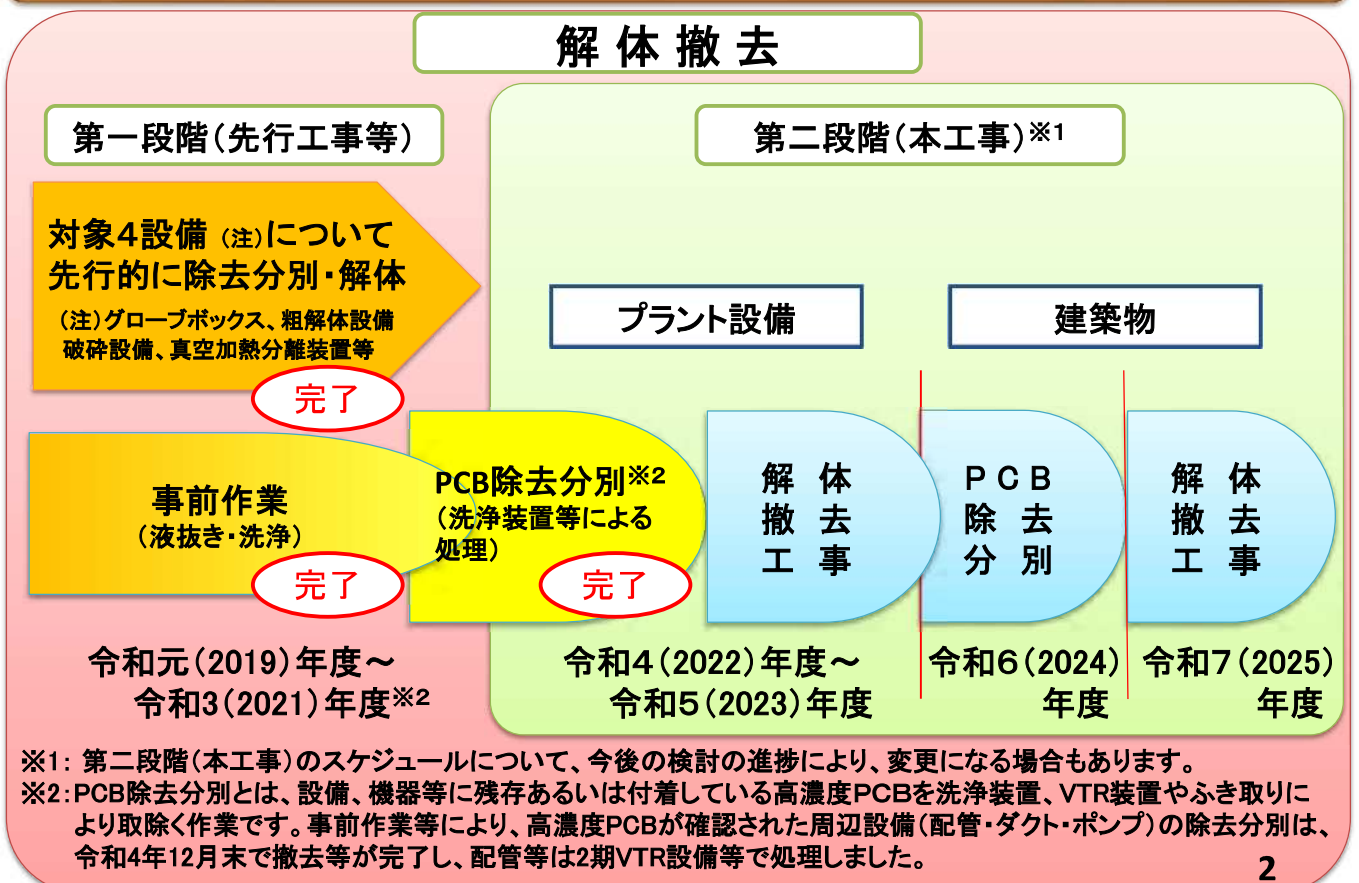 解体撤去
第一段階（先行工事等）
第二段階（本工事）※1
対象4設備（注）について
先行的に除去分別・解体
（注）グローブボックス、粗解体設備
破砕設備、真空加熱分離装置等
完了
プラント設備
建築物
事前作業
（液抜き・洗浄）
完了
PCB除去分別※2
（洗浄装置等による
処理）
完了
解体
撤去
工事
PCB
除去
分別
解体
撤去
工事
令和元（2019）年度～
令和3（2021）年度※2
令和4（2022）年度～
令和5（2023）年度
令和6（2024）
年度
令和7（2025）
年度
※1：第二段階（本工事）のスケジュールについて、今後の検討の進捗により、変更になる場合もあります。
※2：PCB除去分別とは、設備、機器等に残存あるいは付着している高濃度PCBを洗浄装置、VTR装置やふき取りに
より取除く作業です。事前作業等により、高濃度PCBが確認された周辺設備（配管・ダクト・ポンプ）の除去分別は、
令和4年12月末で撤去等が完了し、配管等は2期VTR設備等で処理しました。
2